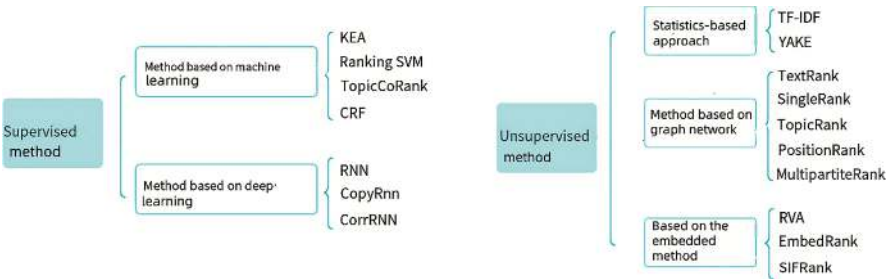 Supervised
method
Method based on machine
learning
KEA
Ranking SVM
TopicCoRank
CRF
Method based on deep·
learning
RNN
CopyRnn
CorrRNN
Unsupervised
method
Statistics-based
approach
TF-IDF
YAKE
Method based on
graph network
TextRank
SingleRank
TopicRank
PositionRank
MultipartiteRank
Based on the
embedded
method
RVA
EmbedRank
SIFRank